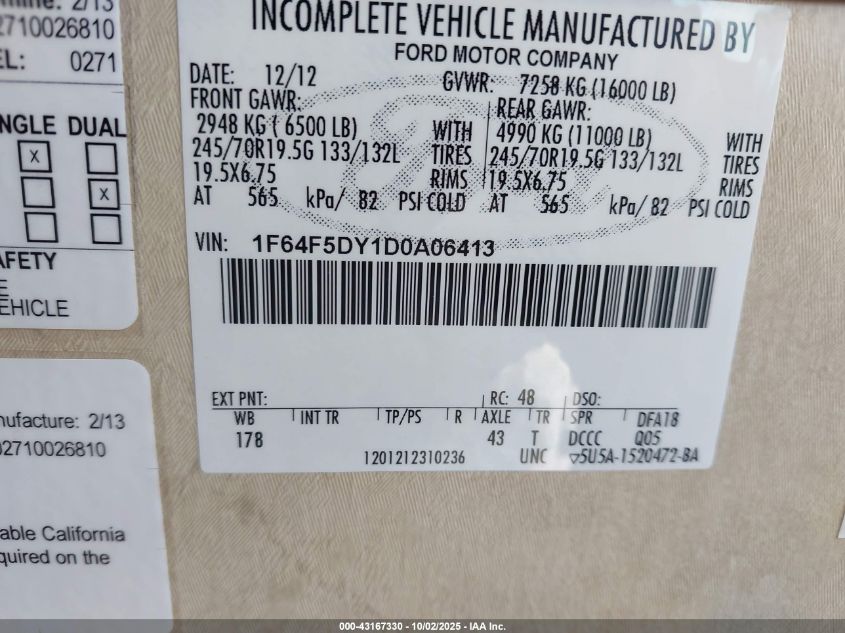 2/13
2710026810
EL: 0271
NGLE DUAL
X
X
AFETY
E
EHICLE
nufacture: 2/13
02710026810
able California
quired on the
INCOMPLETE VEHICLE MANUFACTURED BY
FORD MOTOR COMPANY
DATE: 12/12 GVWR: 7258 KG (16000 LB)
FRONT GAWR: REAR GAWR:
2948 KG ( 6500 LB) WITH 4990 KG (11000 LB) WITH
245/70R19.5G 133/132L TIRES 245/70R19.5G 133/132L TIRES
19.5X6.75 RIMS 19.5X6.75 RIMS
AT 565 kPa/ 82 PSI COLD AT 565 kPa/ 82 PSI COLD
VIN: 1F64F5DY1D0A06413
EXT PNT: RC: 48 DSO:
WB INT TR TP/PS R AXLE TR SPR DFA18
178 43 T DCCC Q05
1201212310236 UNC 5U5A-1520472-BA
000-43167330 - 10/02/2025 - IAA Inc.